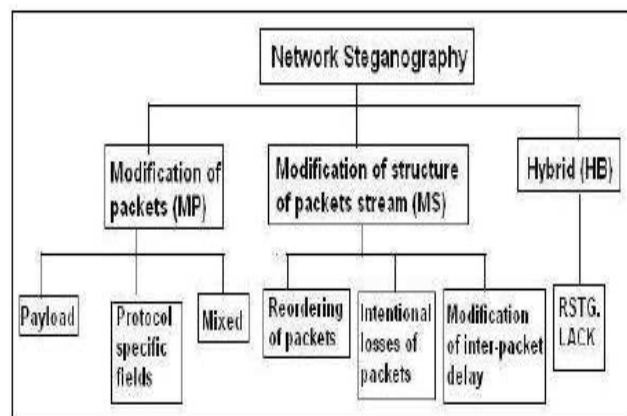 Network Steganography
Modification of
packets (MP)
Modification of structure
of packets stream (MS)
Hybrid (HB)
Payload
Protocol
specific
fields
Mixed
Reordering
of packets
Intentional
losses of
packets
Modification
of inter-packet
delay
RSTG.
LACK